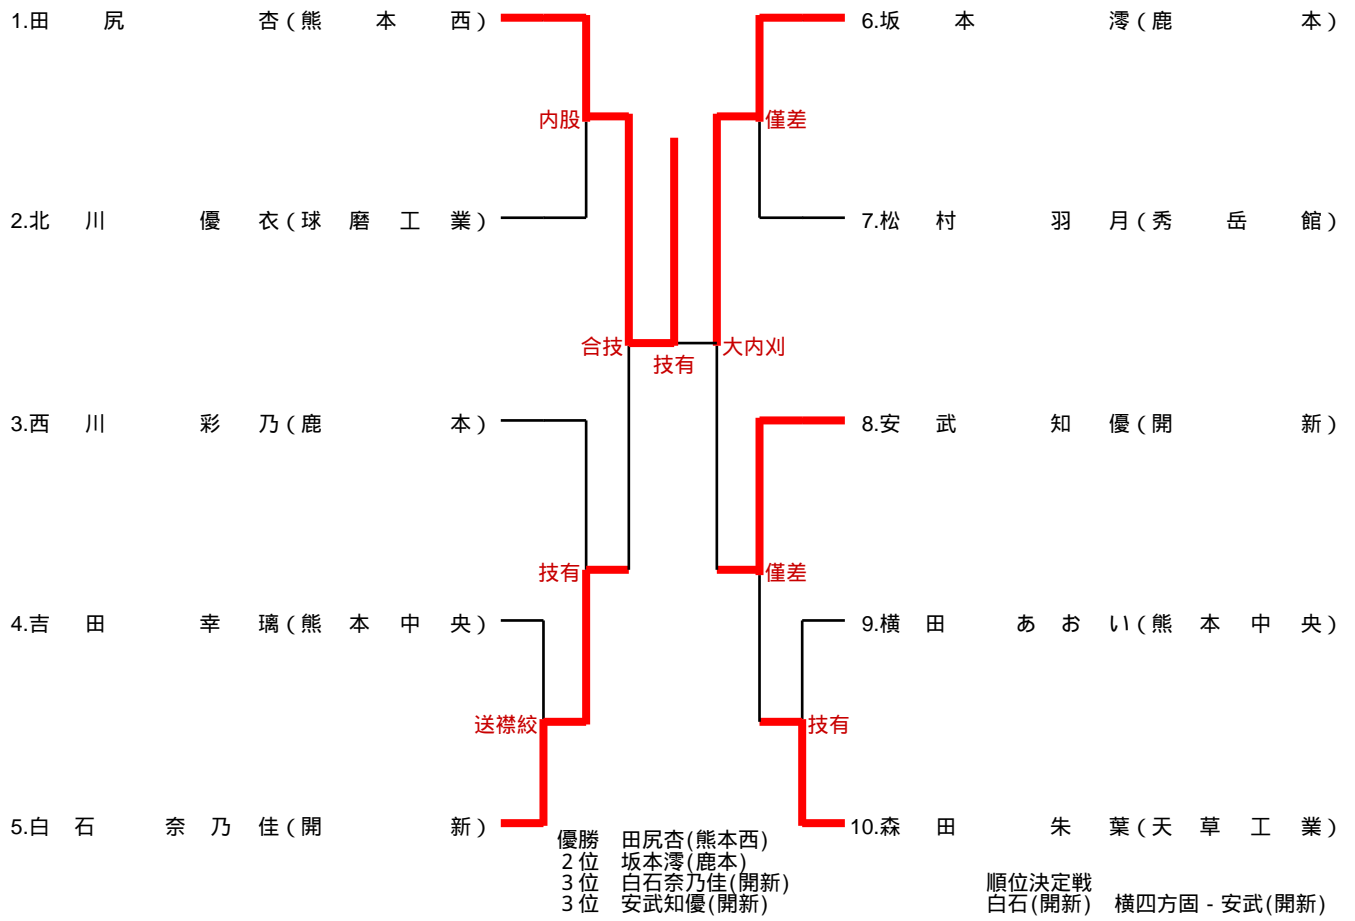 1.田尻 杏(熊本西)
6.坂本 澪(鹿本)
内股
僅差
2.北川 優衣(球磨工業)
7.松村 羽月(秀岳館)
合技
技有
大内刈
3.西川 彩乃(鹿本)
8.安武 知優(開新)
技有
僅差
4.吉田 幸璃(熊本中央)
9.横田 あおい(熊本中央)
送襟絞
技有
5.白石 奈乃佳(開新)
10.森田 朱葉(天草工業)
優勝 田尻杏(熊本西)
2位 坂本澪(鹿本)
3位 白石奈乃佳(開新)
3位 安武知優(開新)
順位決定戦
白石(開新) 横四方固 - 安武(開新)